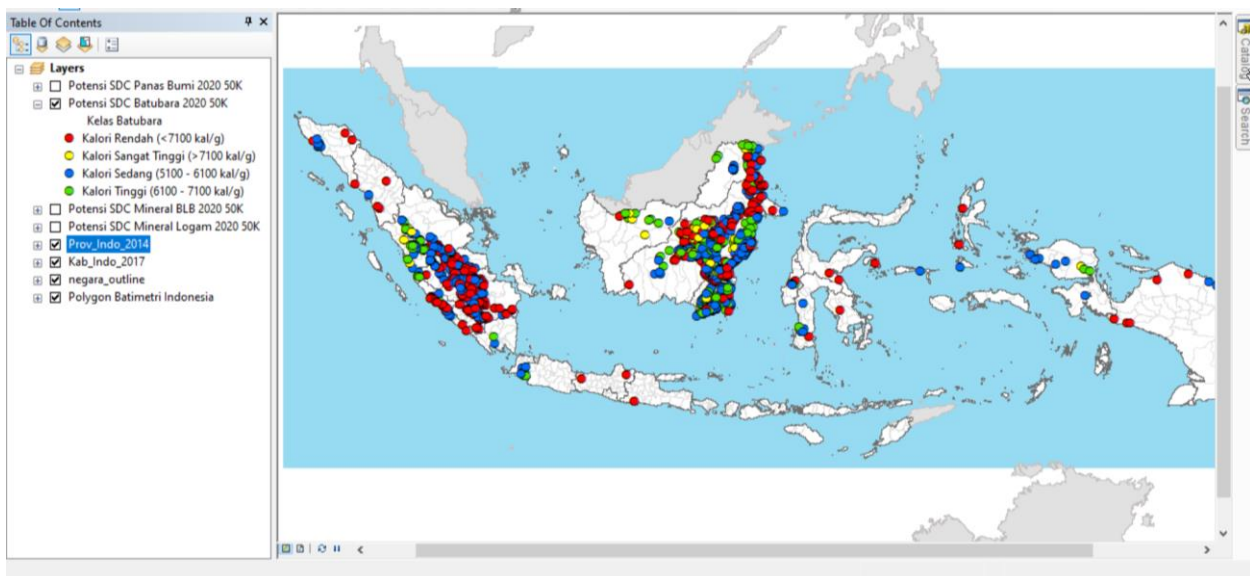 Table Of Contents
Layers
Potensi SDC Panas Bumi 2020 50K
Potensi SDC Batubara 2020 50K
Kelas Batubara
Kalori Rendah (<7100 kal/g)
Kalori Sangat Tinggi (>7100 kal/g)
Kalori Sedang (5100 - 6100 kal/g)
Kalori Tinggi (6100 - 7100 kal/g)
Potensi SDC Mineral BLB 2020 50K
Potensi SDC Mineral Logam 2020 50K
Prov_Indo_2014
Kab_Indo_2017
negara_outline
Polygon Batimetri Indonesia
Catalog
Search